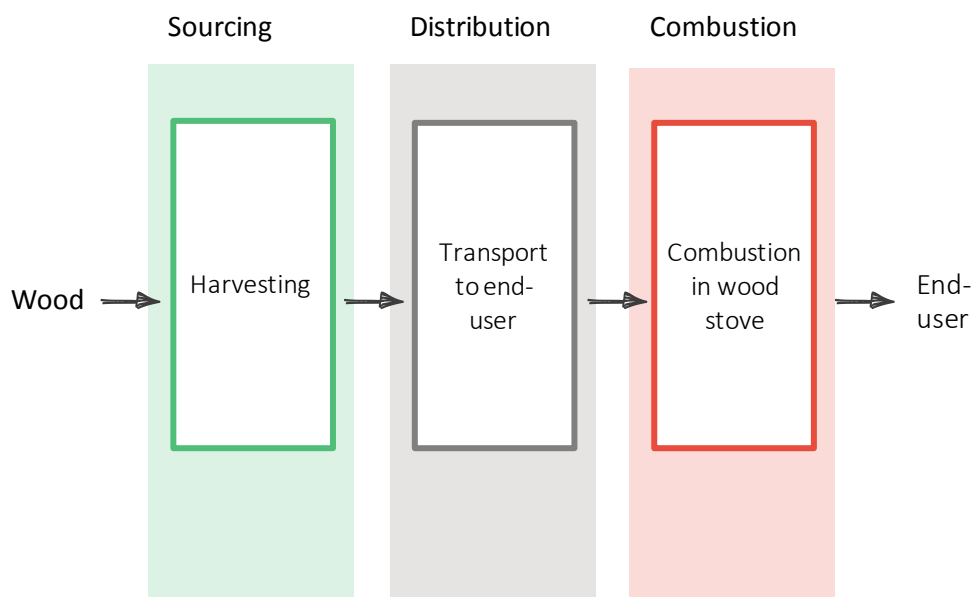 Sourcing
Distribution
Combustion
Wood
Harvesting
Transport
to end-
user
Combustion
in wood
stove
End-
user